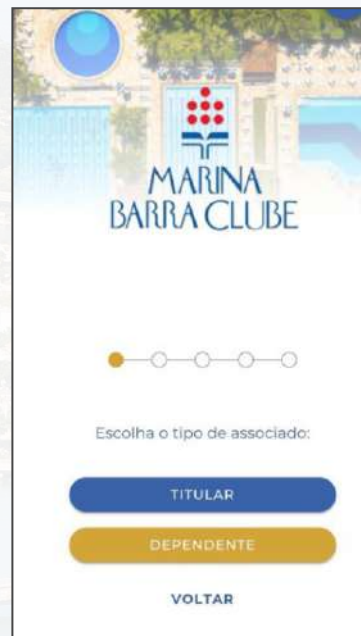 MARINA
BARRA CLUBE
Escolha o tipo de associado:
TITULAR
DEPENDENTE
VOLTAR